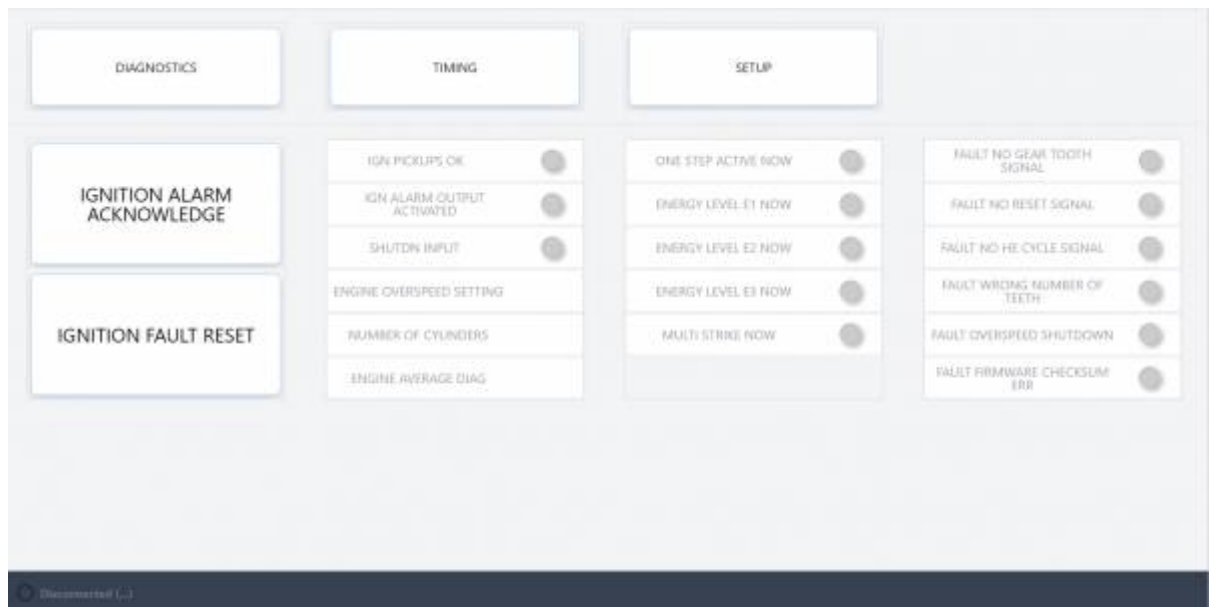 DIAGNOSTICS
TIMING
SETUP
IGNITION ALARM
ACKNOWLEDGE
IGNITION FAULT RESET
IGN PICKUPS OK
IGN ALARM OUTPUT
ACTIVATED
SHUTDN INPUT
ENGINE OVERSPEED SETTING
NUMBER OF CYLINDERS
ENGINE AVERAGE DIAG
ONE STEP ACTIVE NOW
ENERGY LEVEL E1 NOW
ENERGY LEVEL E2 NOW
ENERGY LEVEL E3 NOW
MULTI STRIKE NOW
FAULT NO GEAR TOOTH
SIGNAL
FAULT NO RESET SIGNAL
FAULT NO HE CYCLE SIGNAL
FAULT WRONG NUMBER OF
TEETH
FAULT OVERSPEED SHUTDOWN
FAULT FIRMWARE CHECKSUM
ERR
Disconnected (...)